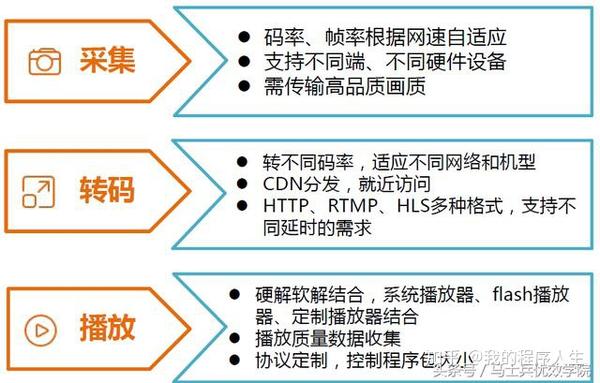 采集
码率、帧率根据网速自适应
支持不同端、不同硬件设备
需传输高品质画质
转码
转不同码率，适应不同网络和机型
CDN分发，就近访问
HTTP、RTMP、HLS多种格式，支持不
同延时的需求
播放
硬解软解结合，系统播放器、flash播放
器、定制播放器结合
播放质量数据收集
协议定制，控制程序包大小
知乎 @我的程序人生
头条号／马士兵优效学院